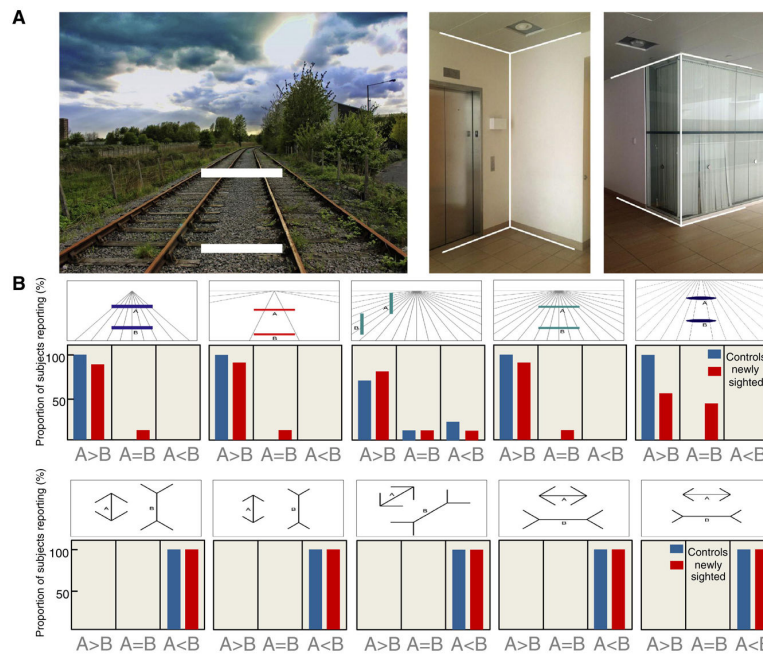 A
B
Proportion of subjects reporting (%)
100
50
A
B
A
B
A
B
A
B
A
B
Controls
newly
sighted
A>B A=B A<B
A>B A=B A<B
A>B A=B A<B
A>B A=B A<B
A>B A=B A<B
Proportion of subjects reporting (%)
100
50
A
B
A
B
A
B
A
B
A
B
Controls
newly
sighted
A>B A=B A<B
A>B A=B A<B
A>B A=B A<B
A>B A=B A<B
A>B A=B A<B